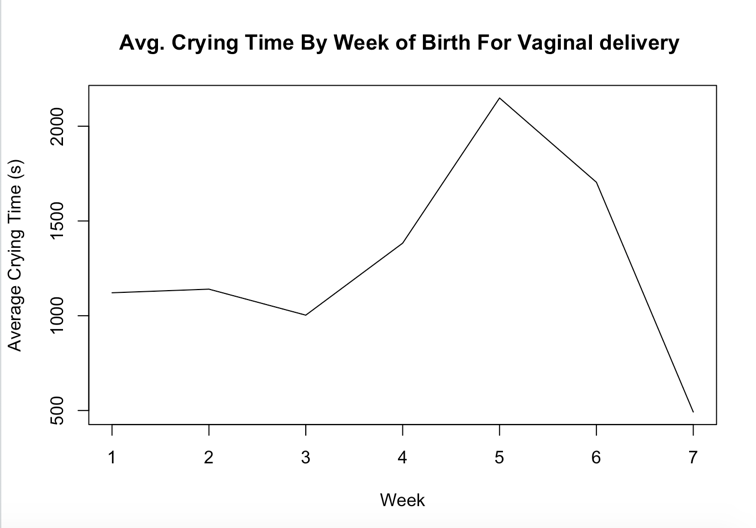 Avg. Crying Time By Week of Birth For Vaginal delivery
Average Crying Time (s)
2000
1500
1000
500
1 2 3 4 5 6 7
Week